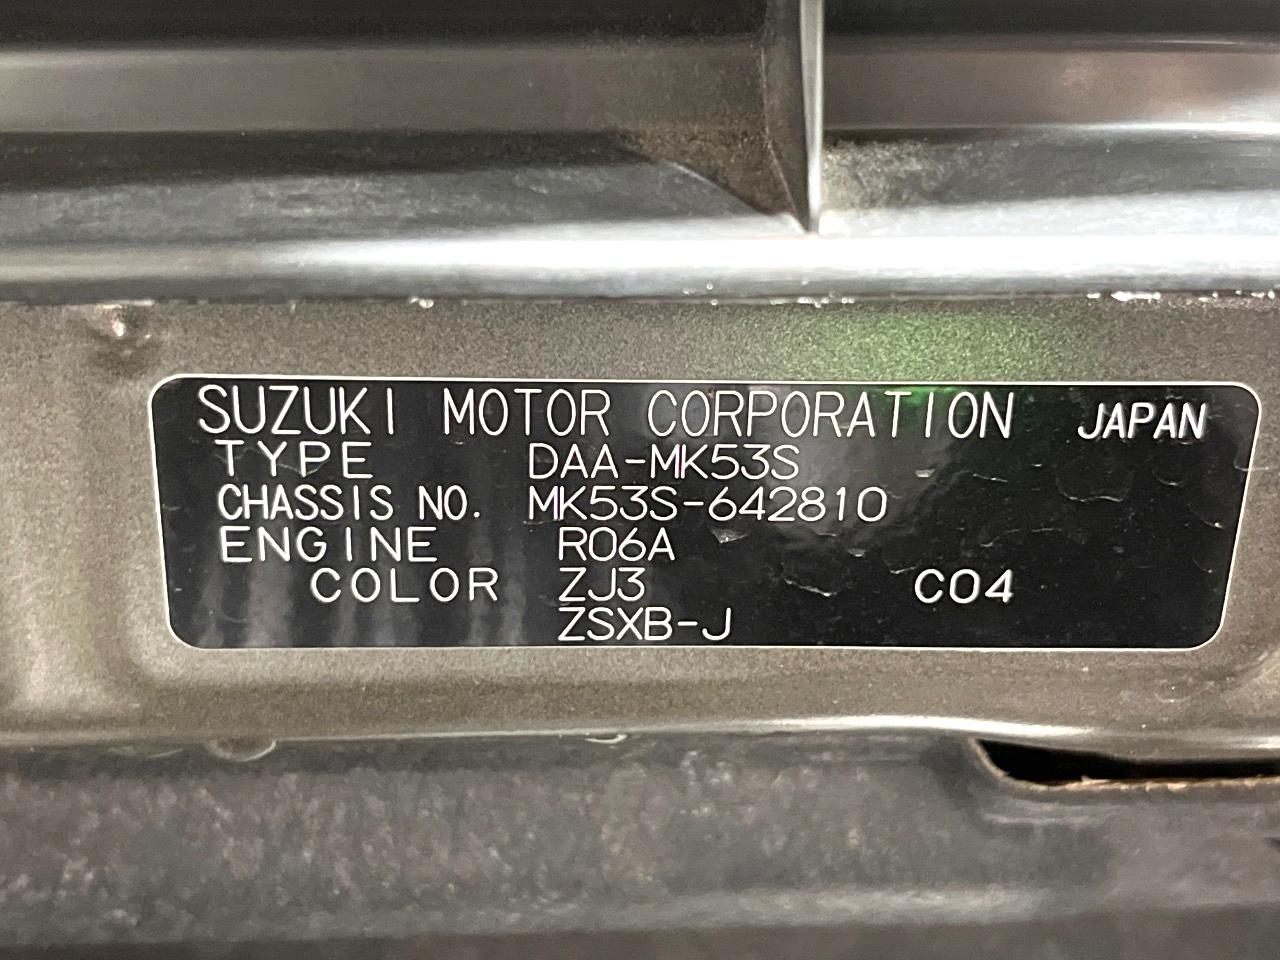 SUZUKI MOTOR CORPORATION JAPAN
TYPE DAA-MK53S
CHASSIS NO. MK53S-642810
ENGINE R06A
COLOR ZJ3 C04
ZSXB-J